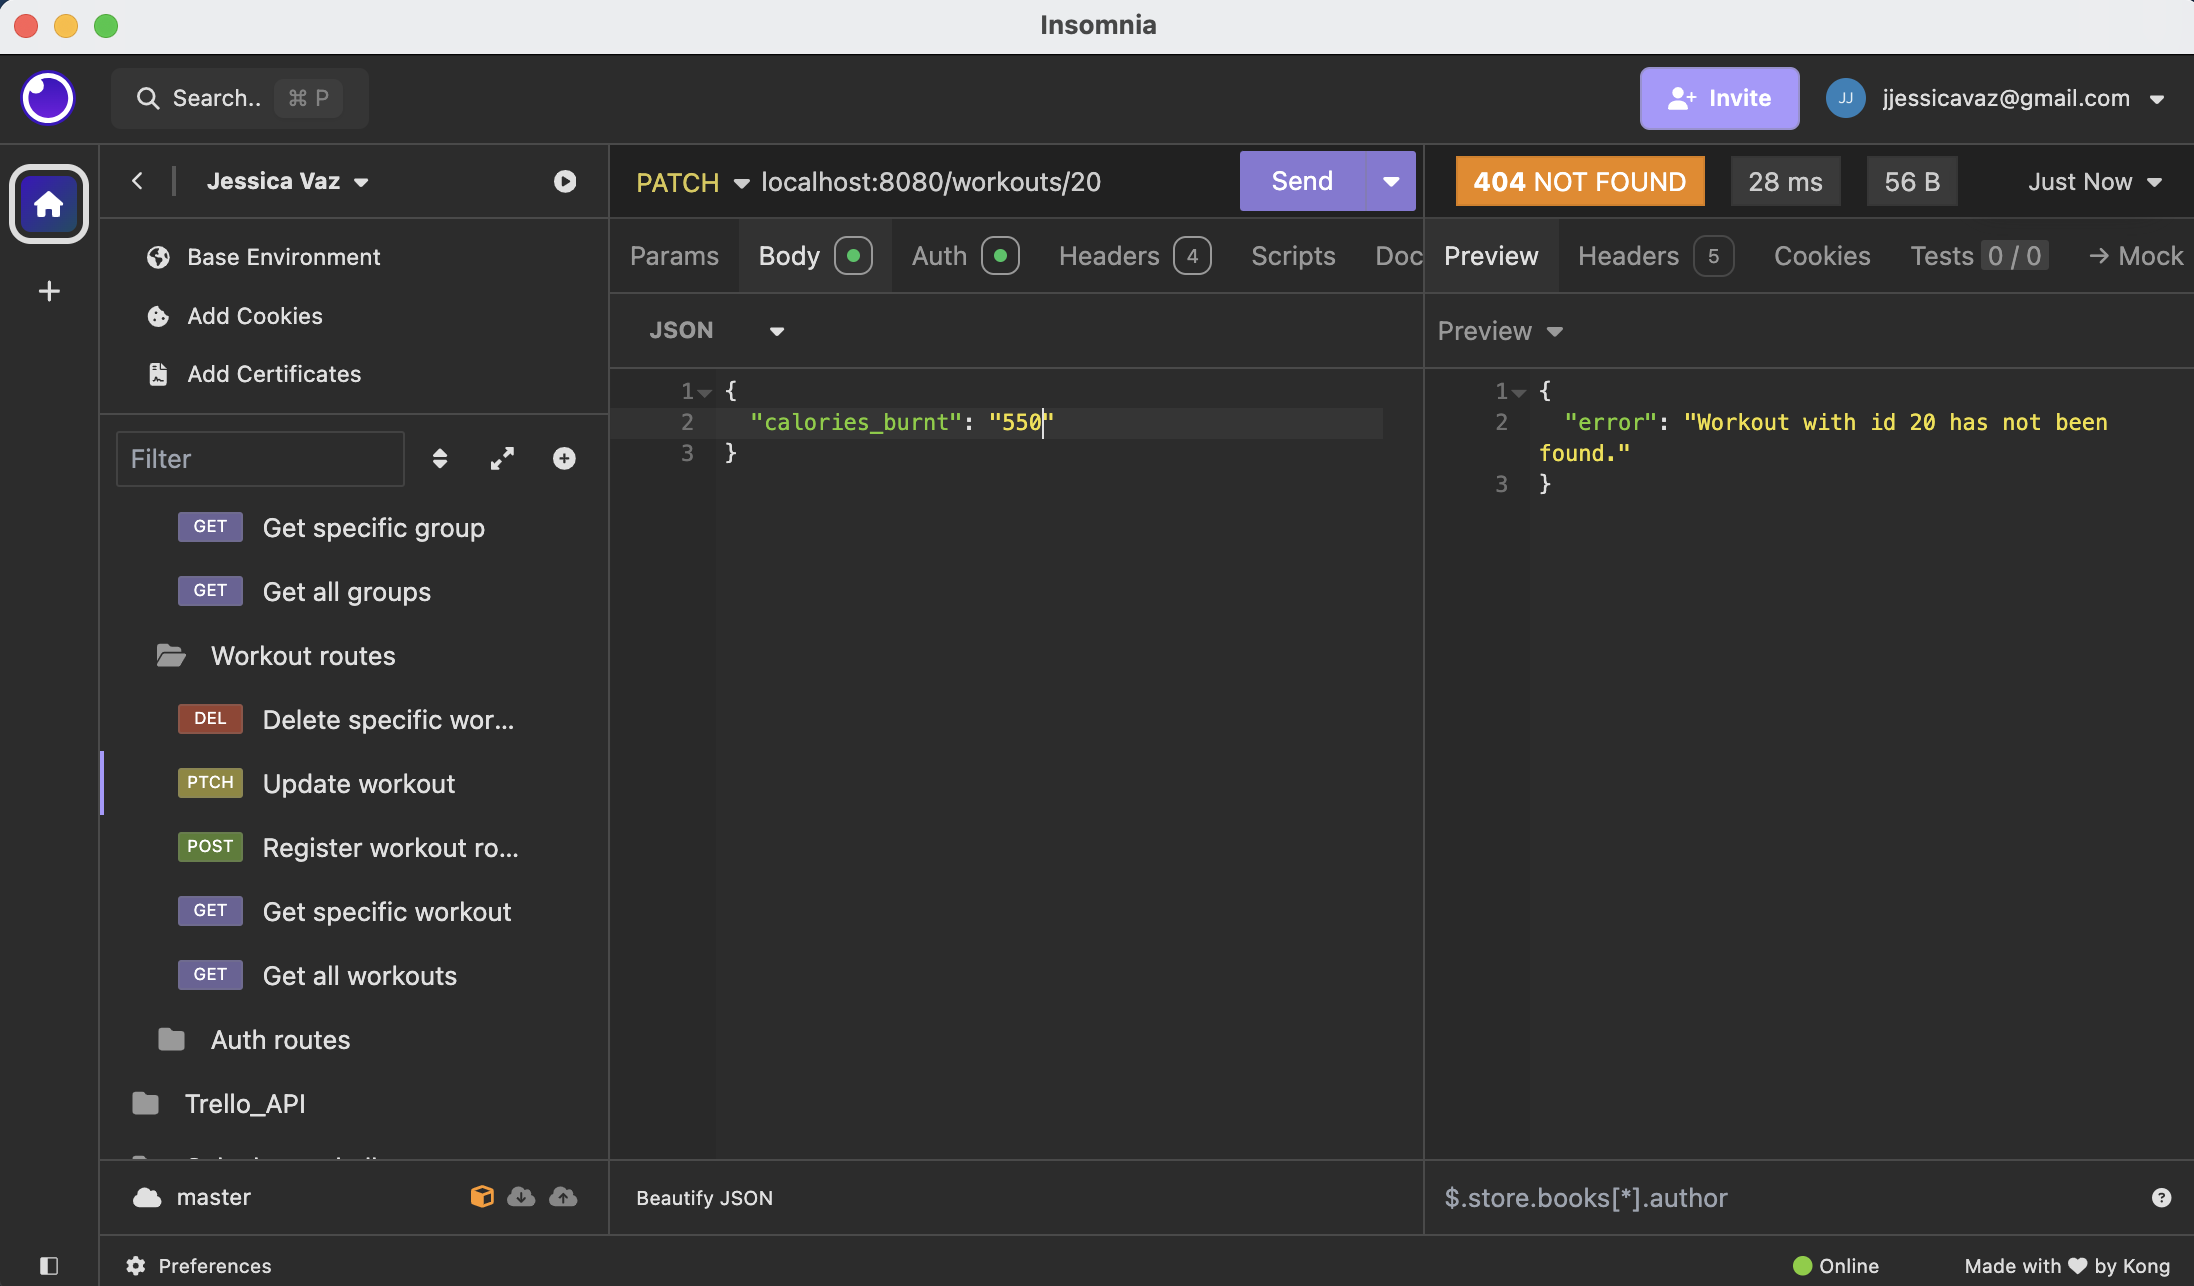 Insomnia
Search.. ⌘ P
Invite
JJ jjessicavaz@gmail.com
Jessica Vaz
Base Environment
Add Cookies
Add Certificates
Filter
GET Get specific group
GET Get all groups
Workout routes
DEL Delete specific wor...
PTCH Update workout
POST Register workout ro...
GET Get specific workout
GET Get all workouts
Auth routes
Trello_API
master
Preferences
PATCH localhost:8080/workouts/20 Send
Params Body Auth Headers 4 Scripts Doc
JSON
1 {
2 "calories_burnt": "550"
3 }
Beautify JSON
404 NOT FOUND 28 ms 56 B Just Now
Preview Headers 5 Cookies Tests 0 / 0 → Mock
Preview
1 {
2 "error": "Workout with id 20 has not been
found."
3 }
$.store.books[*].author ?
Online Made with ♥ by Kong